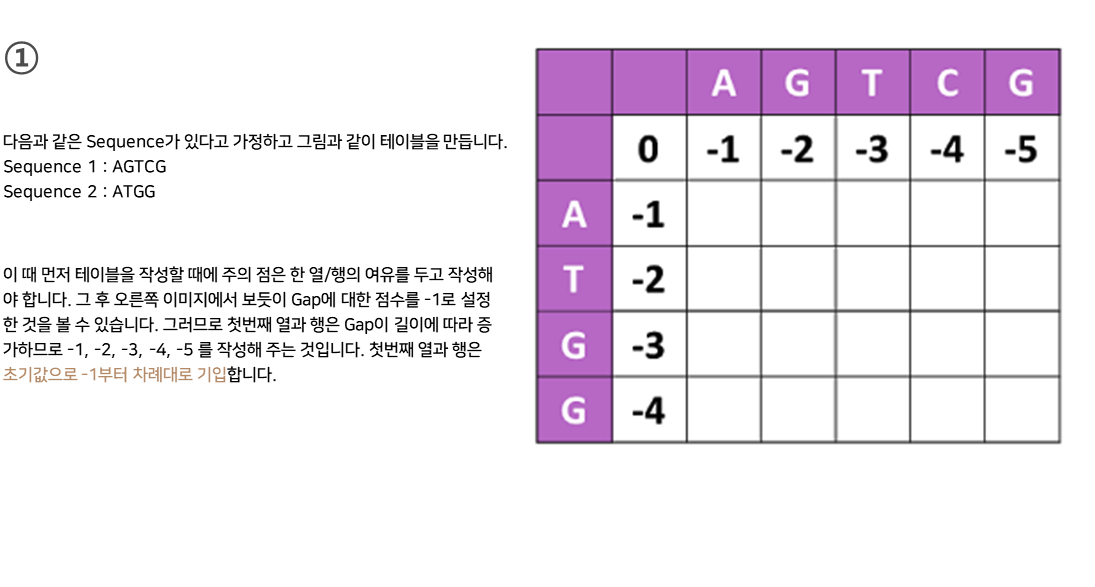 ①
다음과 같은 Sequence가 있다고 가정하고 그림과 같이 테이블을 만듭니다.
Sequence 1 : AGTCG
Sequence 2 : ATGG
이 때 먼저 테이블을 작성할 때에 주의 점은 한 열/행의 여유를 두고 작성해
야 합니다. 그 후 오른쪽 이미지에서 보듯이 Gap에 대한 점수를 -1로 설정
한 것을 볼 수 있습니다. 그러므로 첫번째 열과 행은 Gap이 길이에 따라 증
가하므로 -1, -2, -3, -4, -5 를 작성해 주는 것입니다. 첫번째 열과 행은
초기값으로 -1부터 차례대로 기입합니다.
A G T C G
0 -1 -2 -3 -4 -5
A -1
T -2
G -3
G -4